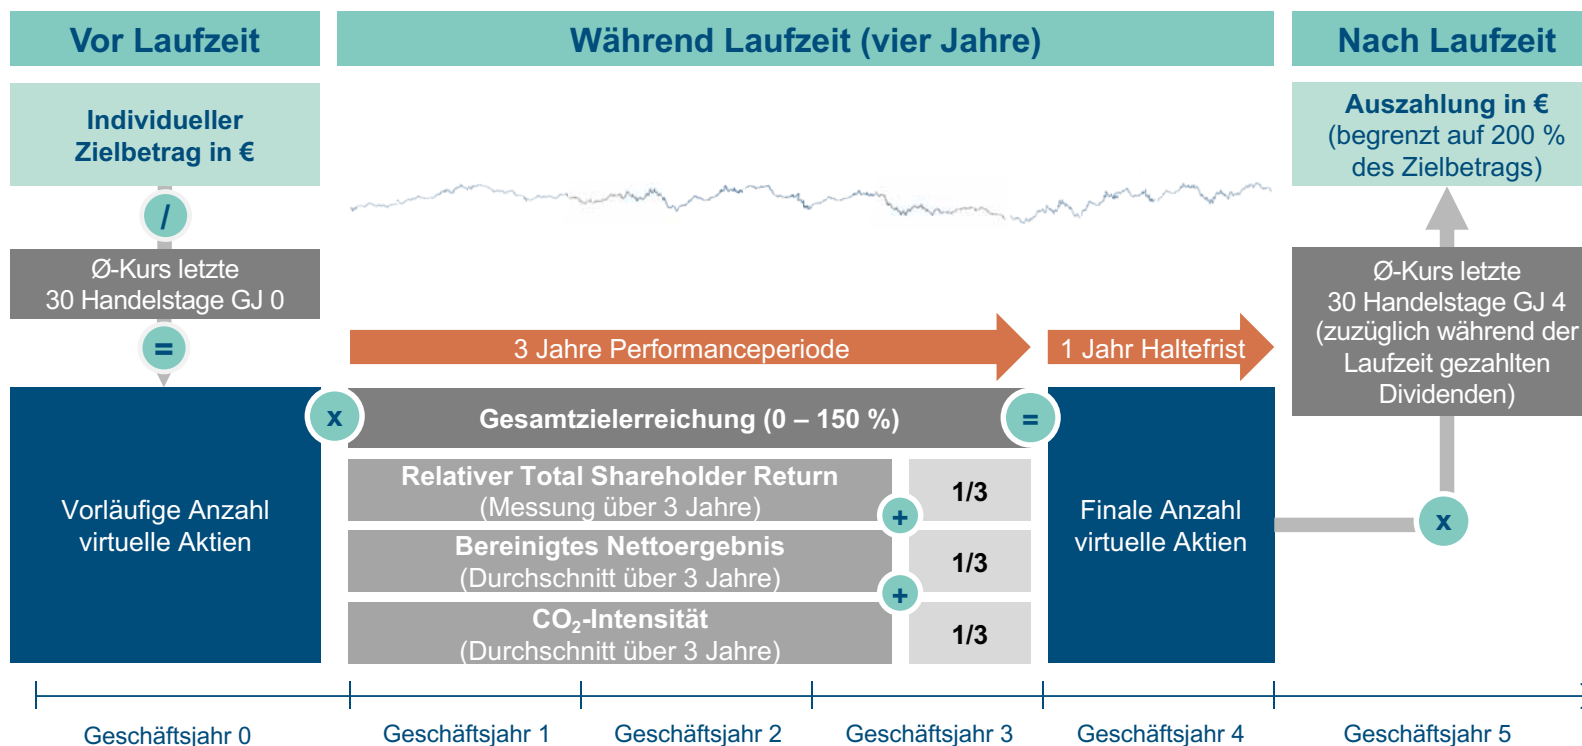 Vor Laufzeit
Während Laufzeit (vier Jahre)
Nach Laufzeit
Individueller
Zielbetrag in €
/
Ø-Kurs letzte
30 Handelstage GJ 0
=
Vorläufige Anzahl
virtuelle Aktien
3 Jahre Performanceperiode
1 Jahr Haltefrist
x
Gesamtzielerreichung (0 – 150 %)
=
Relativer Total Shareholder Return
(Messung über 3 Jahre)
1/3
+
Bereinigtes Nettoergebnis
(Durchschnitt über 3 Jahre)
1/3
+
CO₂-Intensität
(Durchschnitt über 3 Jahre)
1/3
Finale Anzahl
virtuelle Aktien
Auszahlung in €
(begrenzt auf 200 %
des Zielbetrags)
Ø-Kurs letzte
30 Handelstage GJ 4
(zuzüglich während der
Laufzeit gezahlten
Dividenden)
x
Geschäftsjahr 0
Geschäftsjahr 1
Geschäftsjahr 2
Geschäftsjahr 3
Geschäftsjahr 4
Geschäftsjahr 5